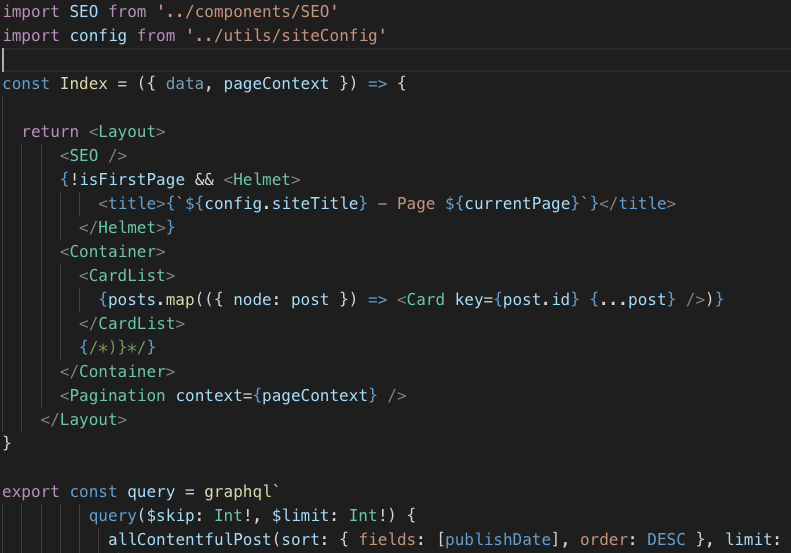 import SEO from '../components/SEO'
import config from '../utils/siteConfig'
const Index = ({ data, pageContext }) => {
return <Layout>
<SEO />
{!isFirstPage && <Helmet>
<title>{`${config.siteTitle} - Page ${currentPage}`}</title>
</Helmet>}
<Container>
<CardList>
{posts.map(({ node: post }) => <Card key={post.id} {...post} />)}
</CardList>
{/*)}*/}
</Container>
<Pagination context={pageContext} />
</Layout>
}
export const query = graphql`
query($skip: Int!, $limit: Int!) {
allContentfulPost(sort: { fields: [publishDate], order: DESC }, limit: